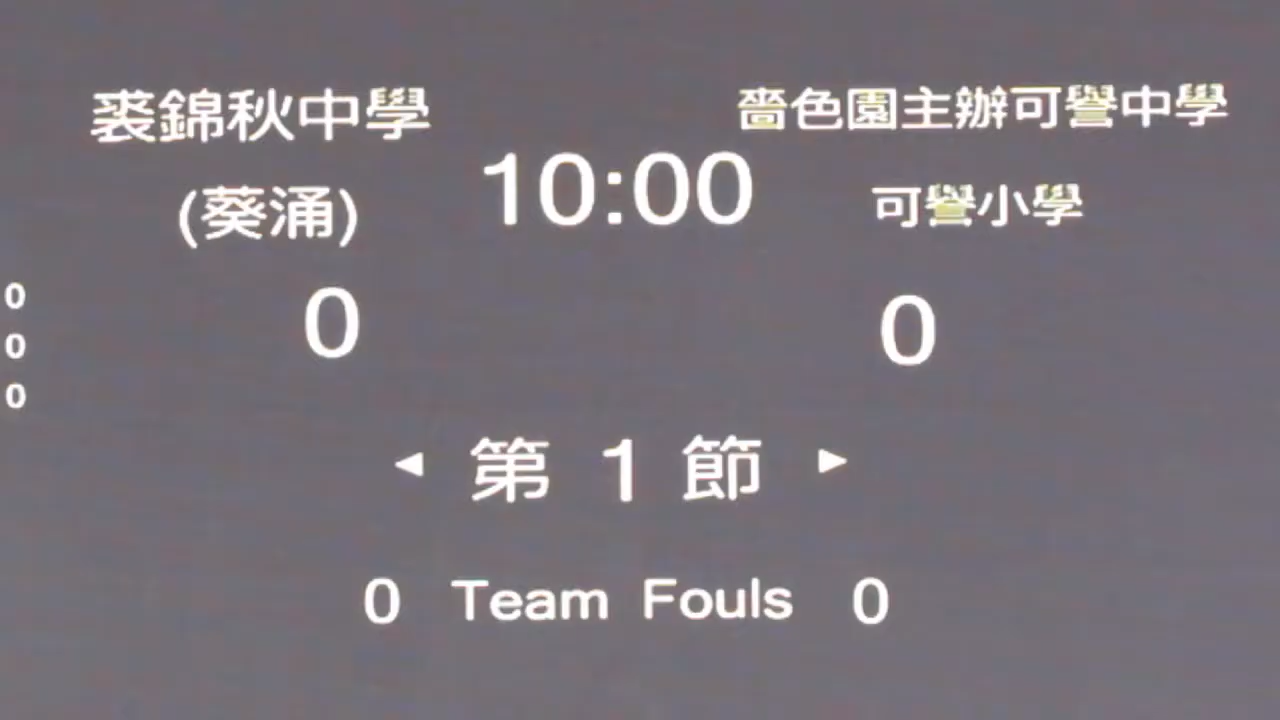 裘錦秋中學
(葵涌)
10:00
嗇色園主辦可譽中學
可譽小學
0
0
0
0
0
◄ 第 1 節 ►
0 Team Fouls 0